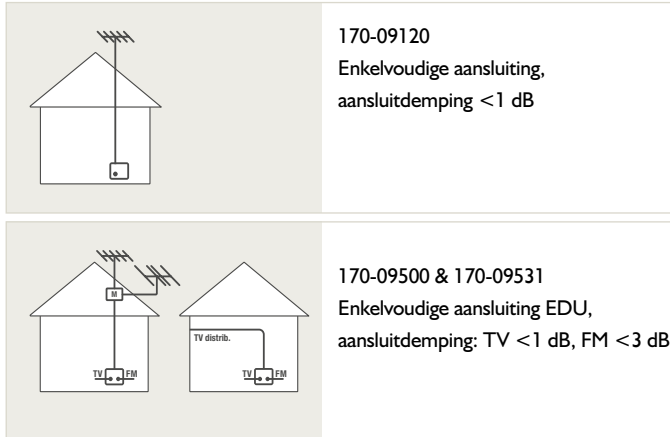 170-09120
Enkelvoudige aansluiting,
aansluitdemping <1 dB
M
TV distrib.
TV FM
TV FM
170-09500 & 170-09531
Enkelvoudige aansluiting EDU,
aansluitdemping: TV <1 dB, FM <3 dB